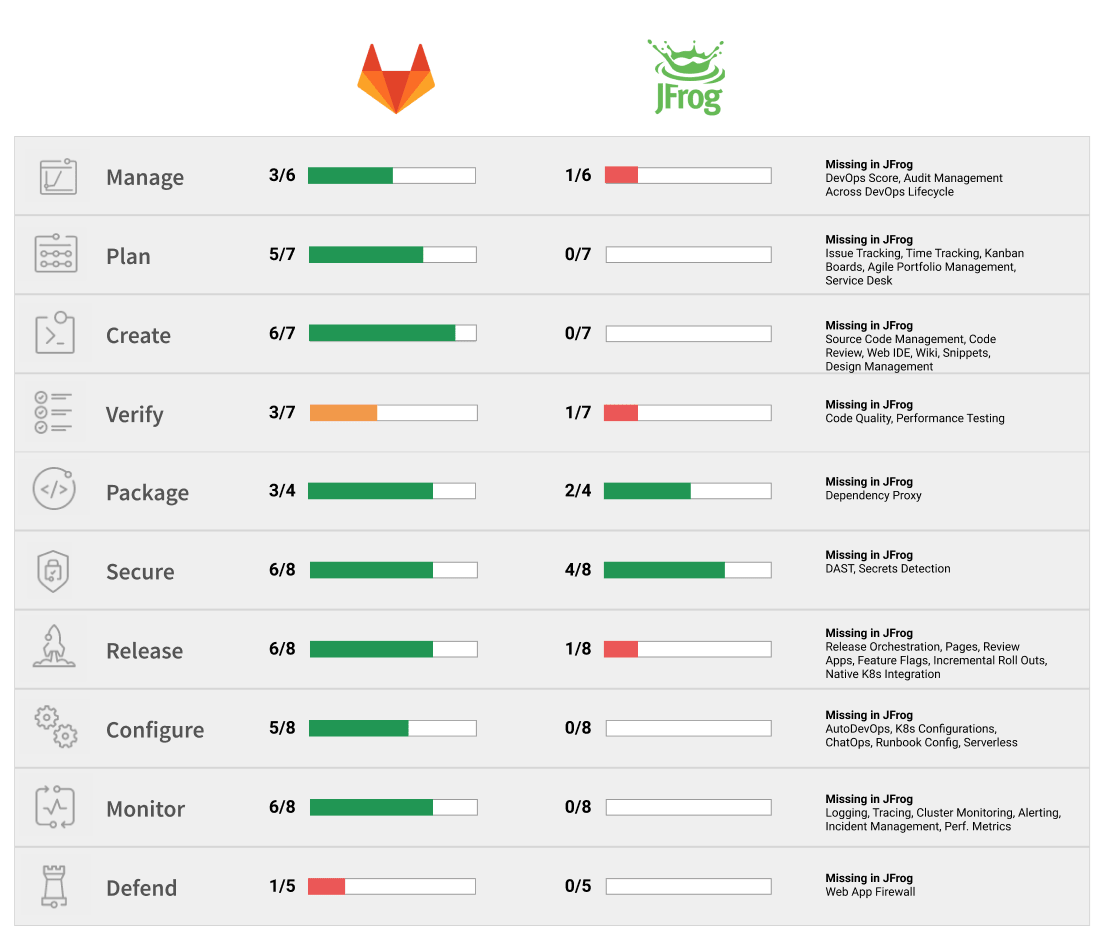 JFrog
Manage
3/6
1/6
Missing in JFrog
DevOps Score, Audit Management
Across DevOps Lifecycle
Plan
5/7
0/7
Missing in JFrog
Issue Tracking, Time Tracking, Kanban
Boards, Agile Portfolio Management,
Service Desk
Create
6/7
0/7
Missing in JFrog
Source Code Management, Code
Review, Web IDE, Wiki, Snippets,
Design Management
Verify
3/7
1/7
Missing in JFrog
Code Quality, Performance Testing
Package
3/4
2/4
Missing in JFrog
Dependency Proxy
Secure
6/8
4/8
Missing in JFrog
DAST, Secrets Detection
Release
6/8
1/8
Missing in JFrog
Release Orchestration, Pages, Review
Apps, Feature Flags, Incremental Roll Outs,
Native K8s Integration
Configure
5/8
0/8
Missing in JFrog
AutoDevOps, K8s Configurations,
ChatOps, Runbook Config, Serverless
Monitor
6/8
0/8
Missing in JFrog
Logging, Tracing, Cluster Monitoring, Alerting,
Incident Management, Perf. Metrics
Defend
1/5
0/5
Missing in JFrog
Web App Firewall